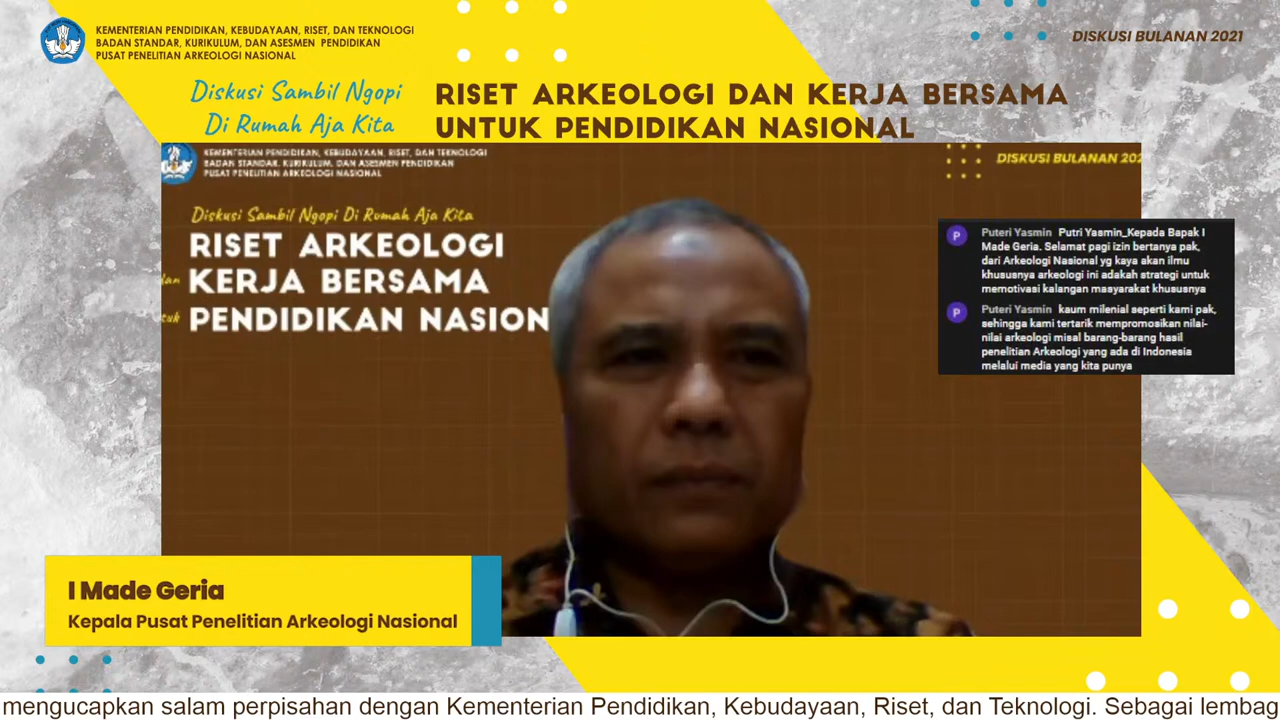 KEMENTERIAN PENDIDIKAN, KEBUDAYAAN, RISET, DAN TEKNOLOGI
BADAN STANDAR, KURIKULUM, DAN ASESMEN PENDIDIKAN
PUSAT PENELITIAN ARKEOLOGI NASIONAL
DISKUSI BULANAN 2021
Diskusi Sambil Ngopi
Di Rumah Aja Kita
RISET ARKEOLOGI DAN KERJA BERSAMA
UNTUK PENDIDIKAN NASIONAL
KEMENTERIAN PENDIDIKAN, KEBUDAYAAN, RISET, DAN TEKNOLOGI
BADAN STANDAR, KURIKULUM, DAN ASESMEN PENDIDIKAN
PUSAT PENELITIAN ARKEOLOGI NASIONAL
DISKUSI BULANAN 202
Diskusi Sambil Ngopi Di Rumah Aja Kita
RISET ARKEOLOGI
dan KERJA BERSAMA
tuk PENDIDIKAN NASION
P
Puteri Yasmin Putri Yasmin_Kepada Bapak I
Made Geria. Selamat pagi izin bertanya pak,
dari Arkeologi Nasional yg kaya akan ilmu
khususnya arkeologi ini adakah strategi untuk
memotivasi kalangan masyarakat khususnya
P
Puteri Yasmin kaum milenial seperti kami pak,
sehingga kami tertarik mempromosikan nilai-
nilai arkeologi misal barang-barang hasil
penelitian Arkeologi yang ada di Indonesia
melalui media yang kita punya
I Made Geria
Kepala Pusat Penelitian Arkeologi Nasional
mengucapkan salam perpisahan dengan Kementerian Pendidikan, Kebudayaan, Riset, dan Teknologi. Sebagai lembag